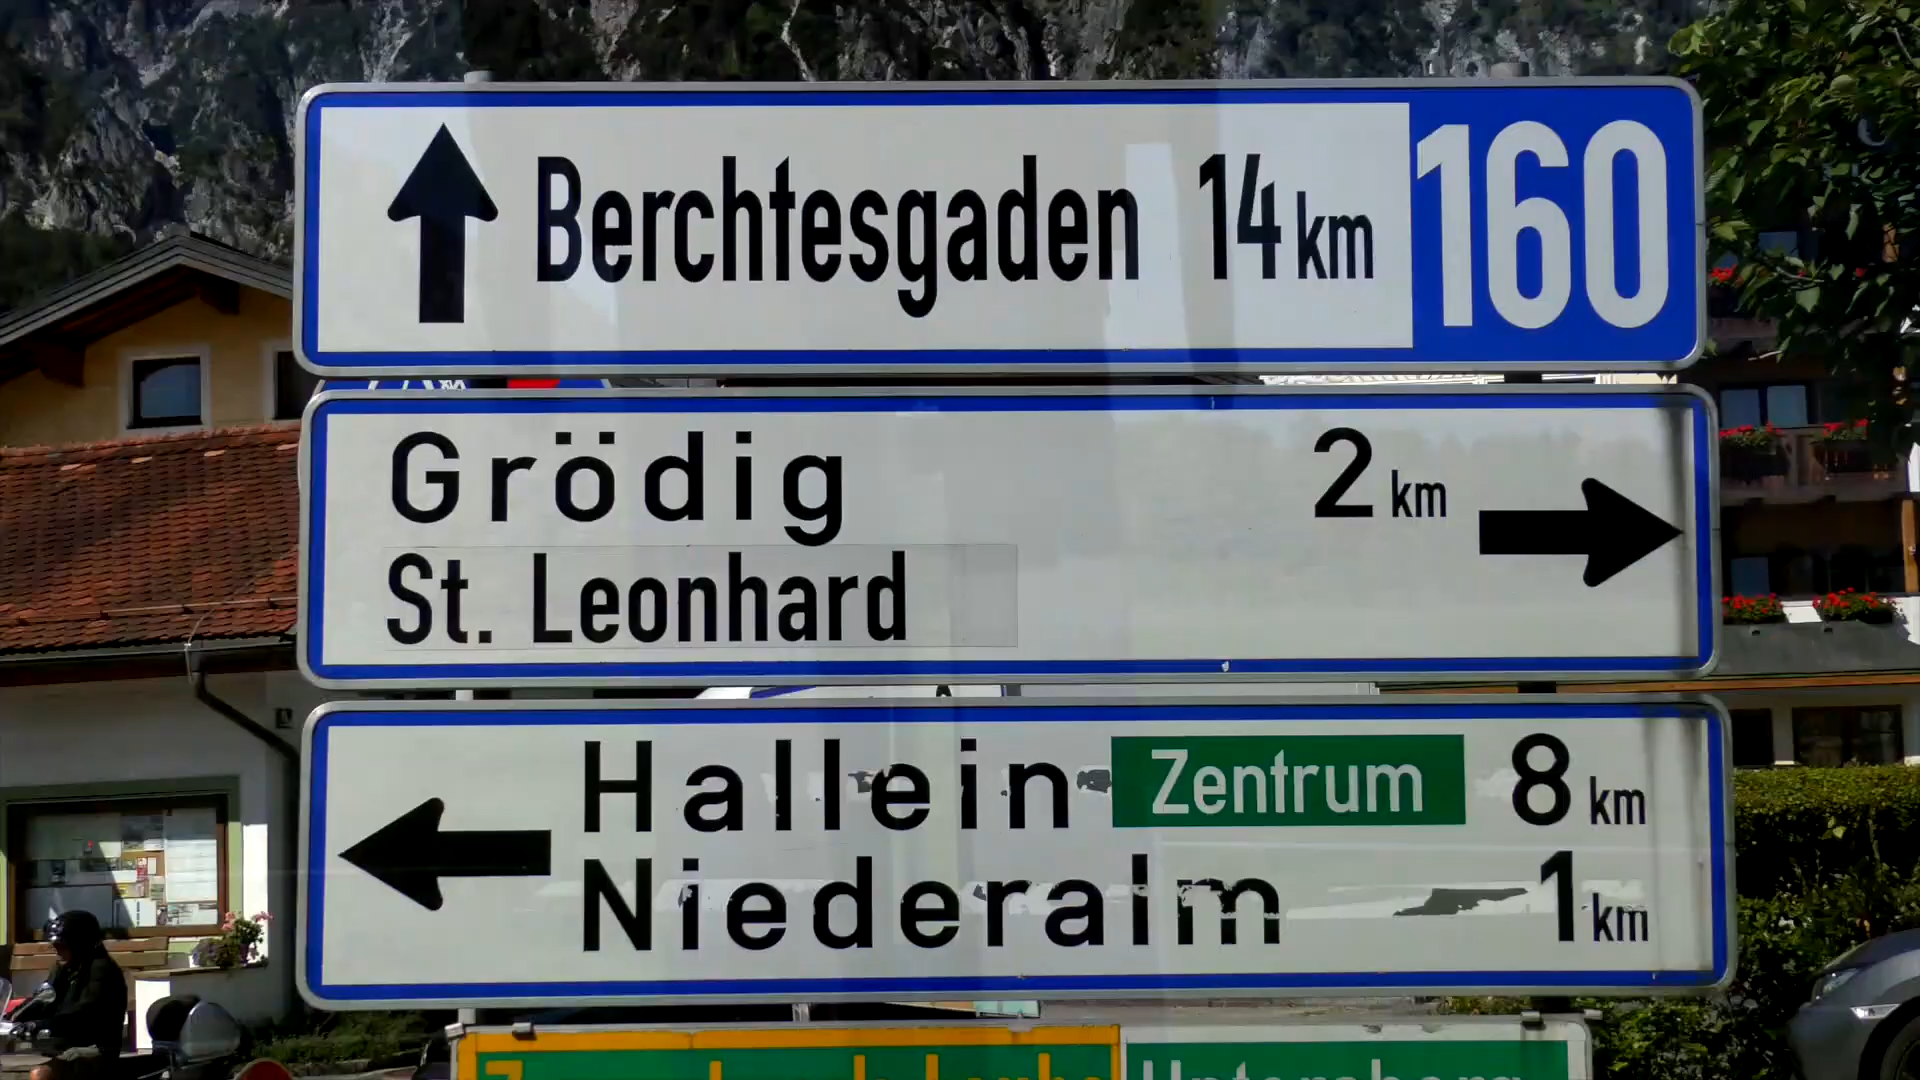 Berchtesgaden 14 km 160
Grödig 2 km
St. Leonhard
Hallein Zentrum 8 km
Niederalm 1 km